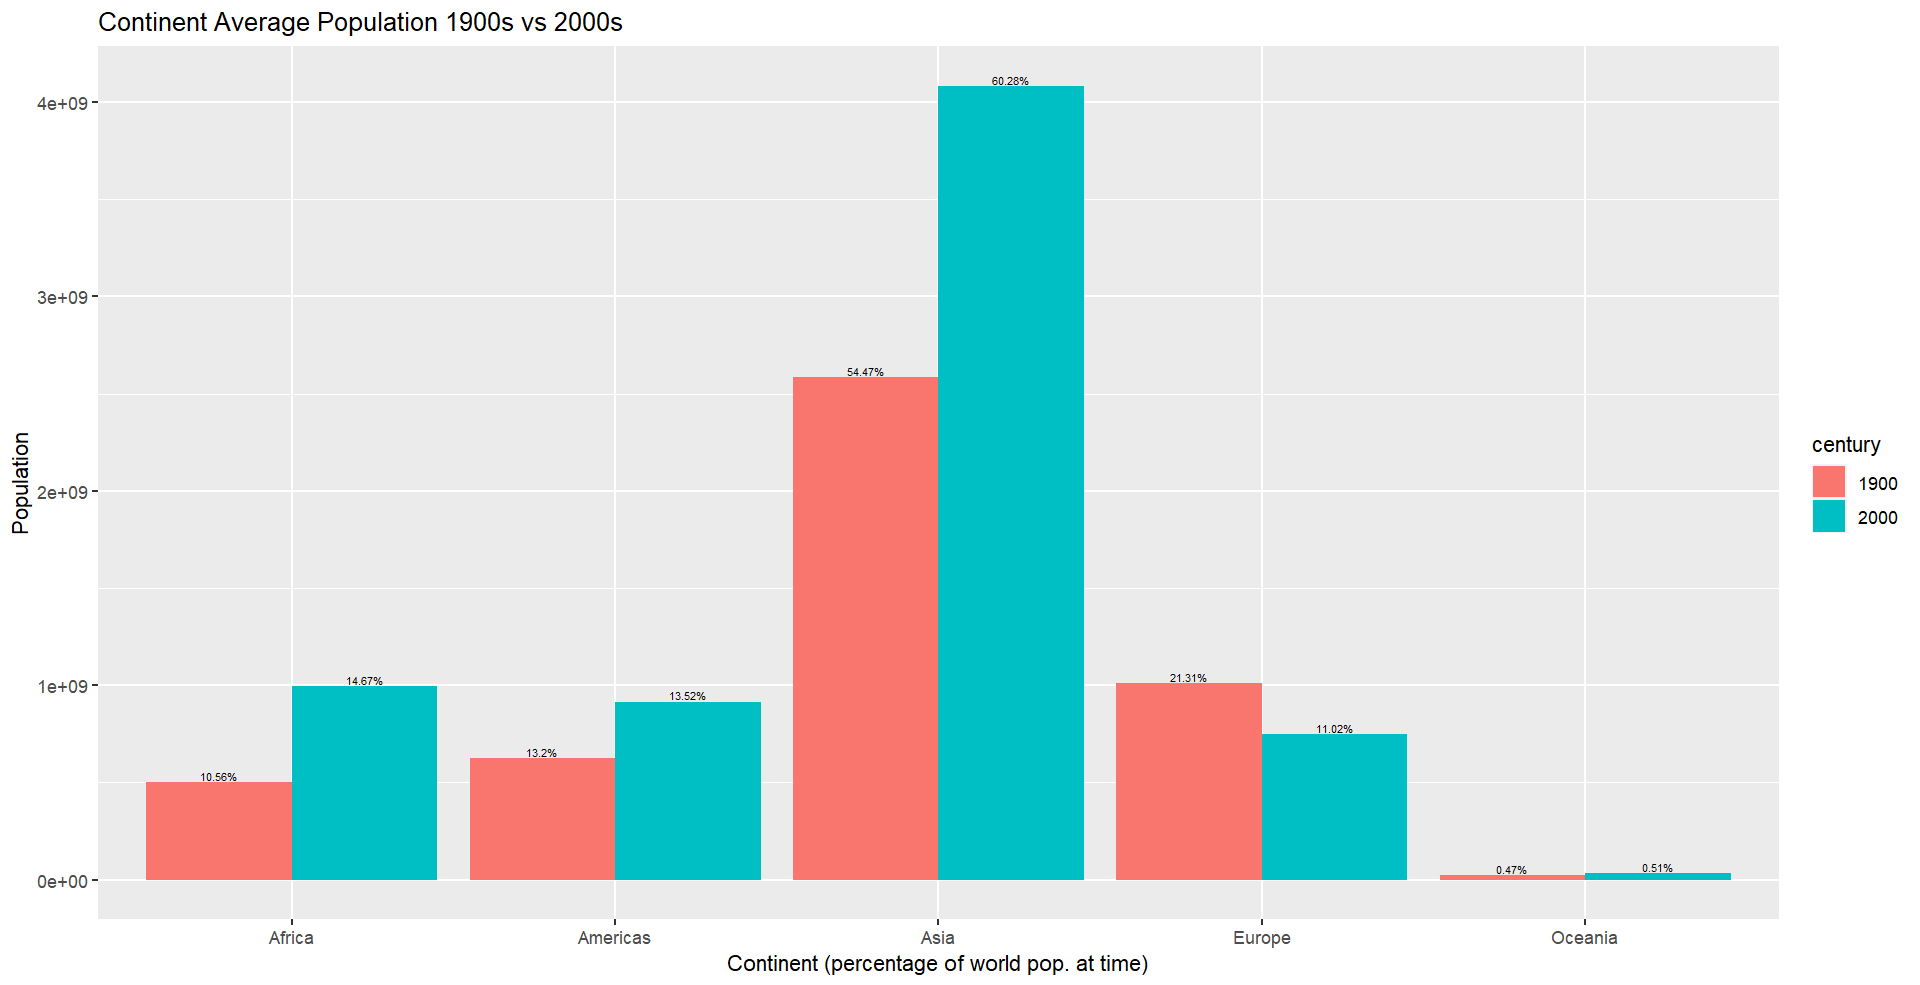 Continent Average Population 1900s vs 2000s
60.28%
4e+09
3e+09
54.47%
2e+09
1e+09
14.67%
13.52%
21.31%
13.2%
11.02%
10.56%
0.47%
0.51%
0e+00
Population
century
1900
2000
Africa
Americas
Asia
Europe
Oceania
Continent (percentage of world pop. at time)